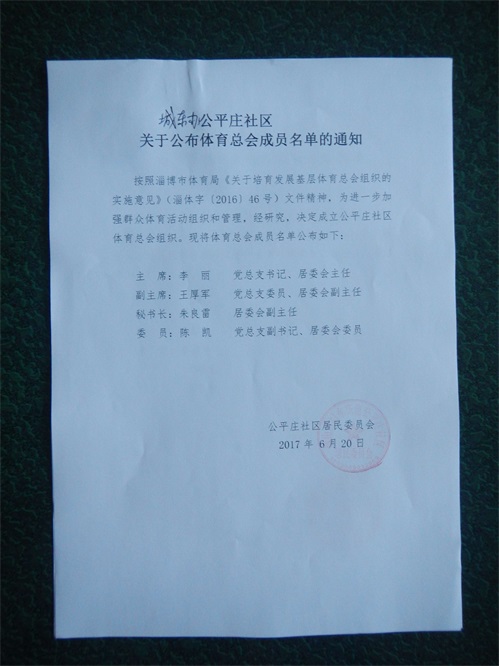 城东办公平庄社区
关于公布体育总会成员名单的通知
按照淄博市体育局《关于培育发展基层体育总会组织的
实施意见》(淄体字〔2016〕46号)文件精神,为进一步加
强群众体育活动组织和管理,经研究,决定成立公平庄社区
体育总会组织。现将体育总会成员名单公布如下:
主 席:李 丽 党总支书记、居委会主任
副主席:王厚军 党总支委员、居委会副主任
秘书长:朱良雷 居委会副主任
委 员:陈 凯 党总支副书记、居委会委员
公平庄社区居民委员会
2017年6月20日